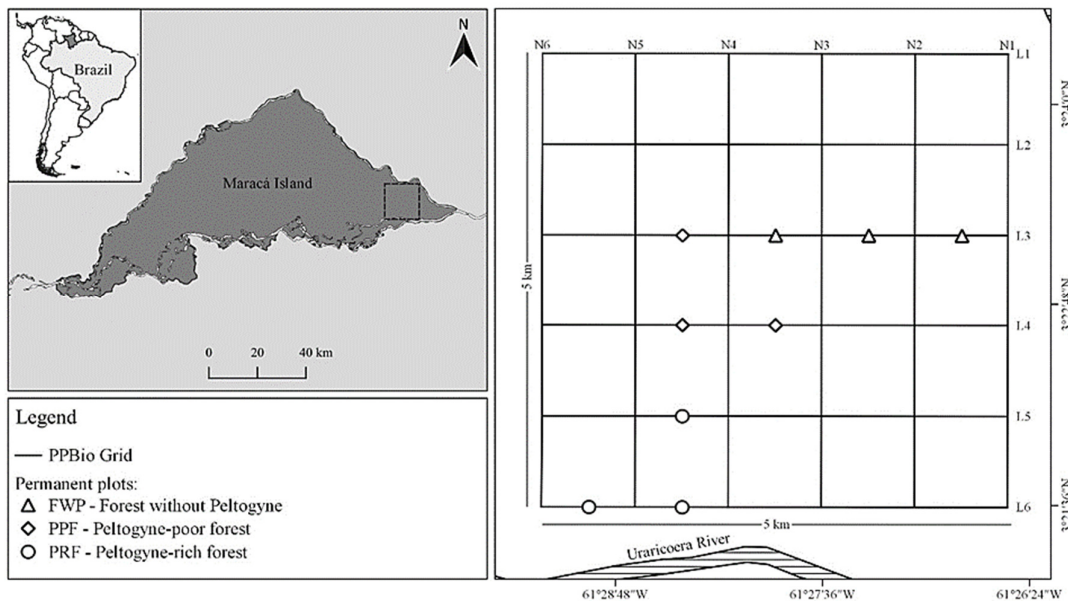 Brazil
N
Maracá Island
0 20 40 km
Legend
PPBio Grid
Permanent plots:
FWP - Forest without Peltogyne
PPF - Peltogyne-poor forest
PRF - Peltogyne-rich forest
N6 N5 N4 N3 N2 N1
L1
L2
L3
L4
L5
L6
5 km
5 km
Uraricoera River
61°28'48"W 61°27'36"W 61°26'24"W